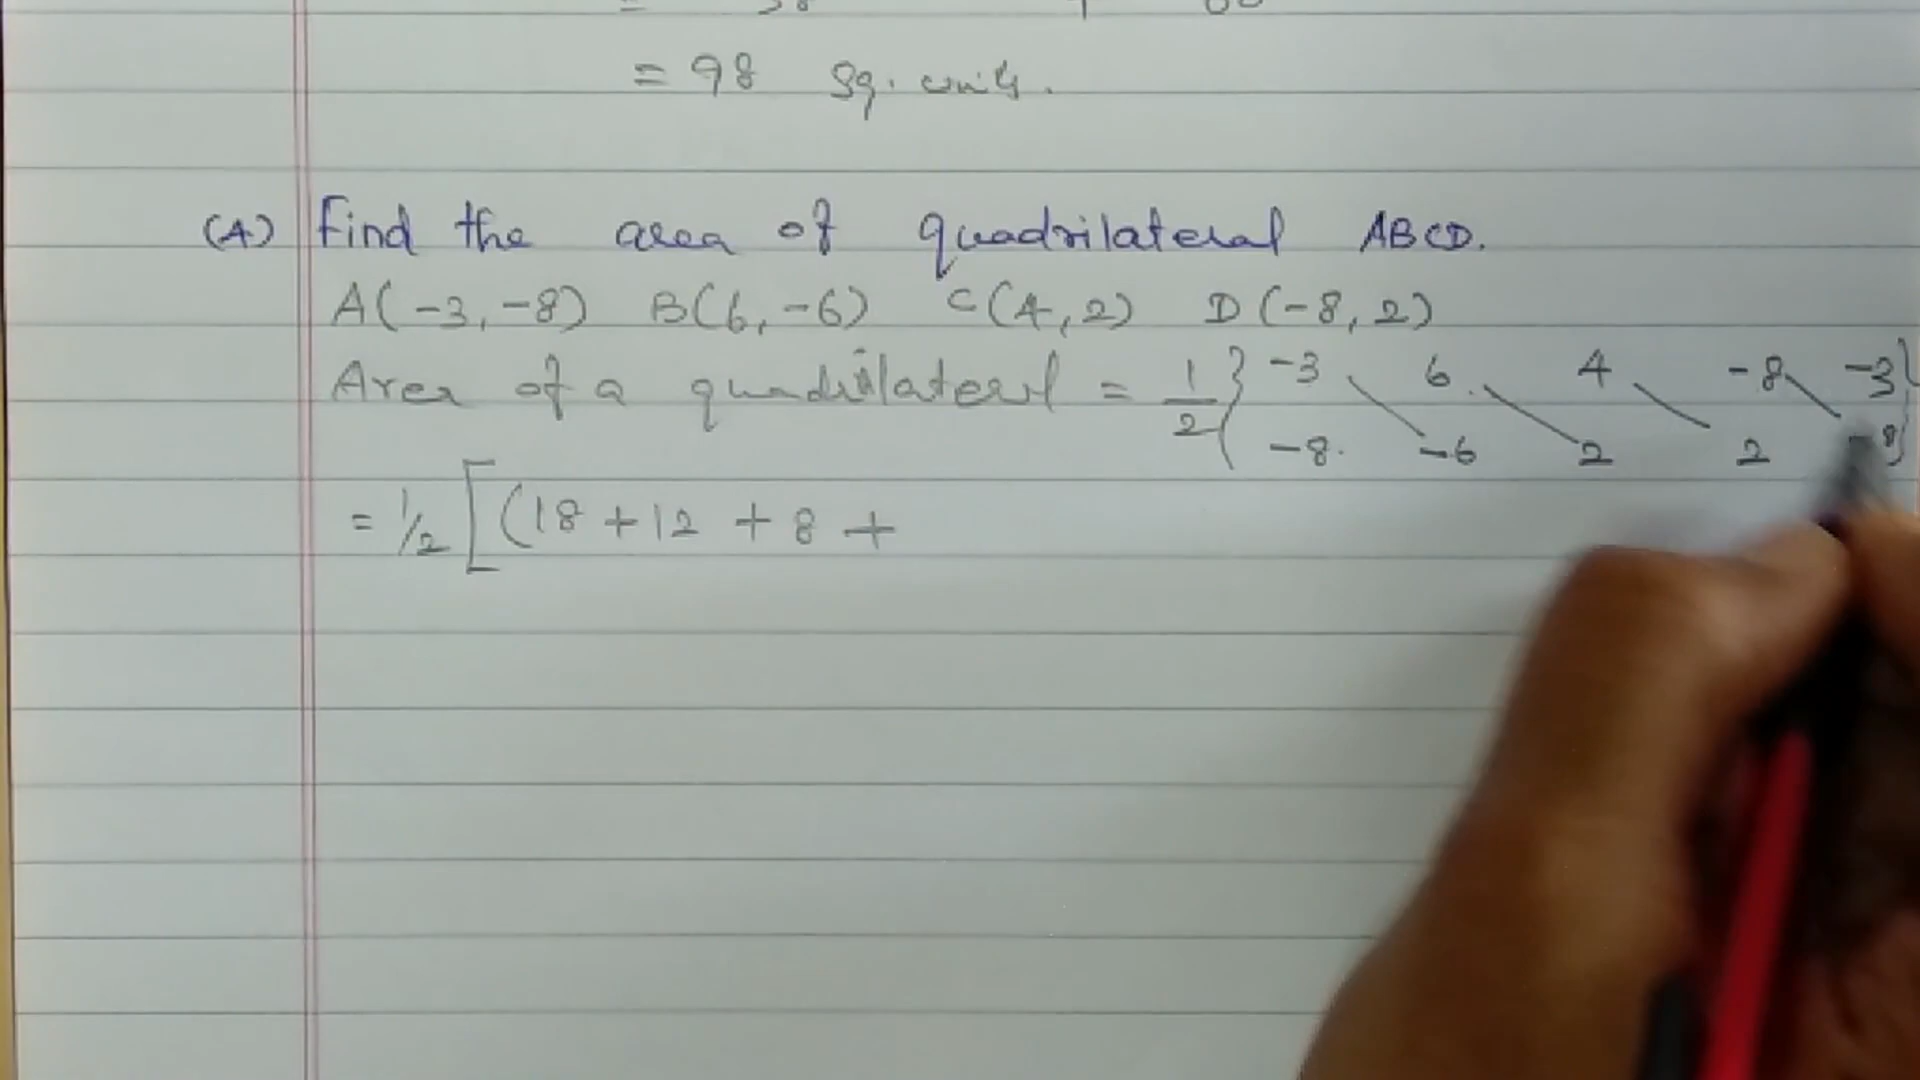 = 98 Sq. units.
(4) Find the area of quadrilateral ABCD.
A(-3,-8) B(6,-6) C(4,2) D(-8,2)
Area of a quadrilateral = 1/2 { -3 6 4 -8 -3 }
-8 -6 2 2 -8
= 1/2 [(18 + 12 + 8 +